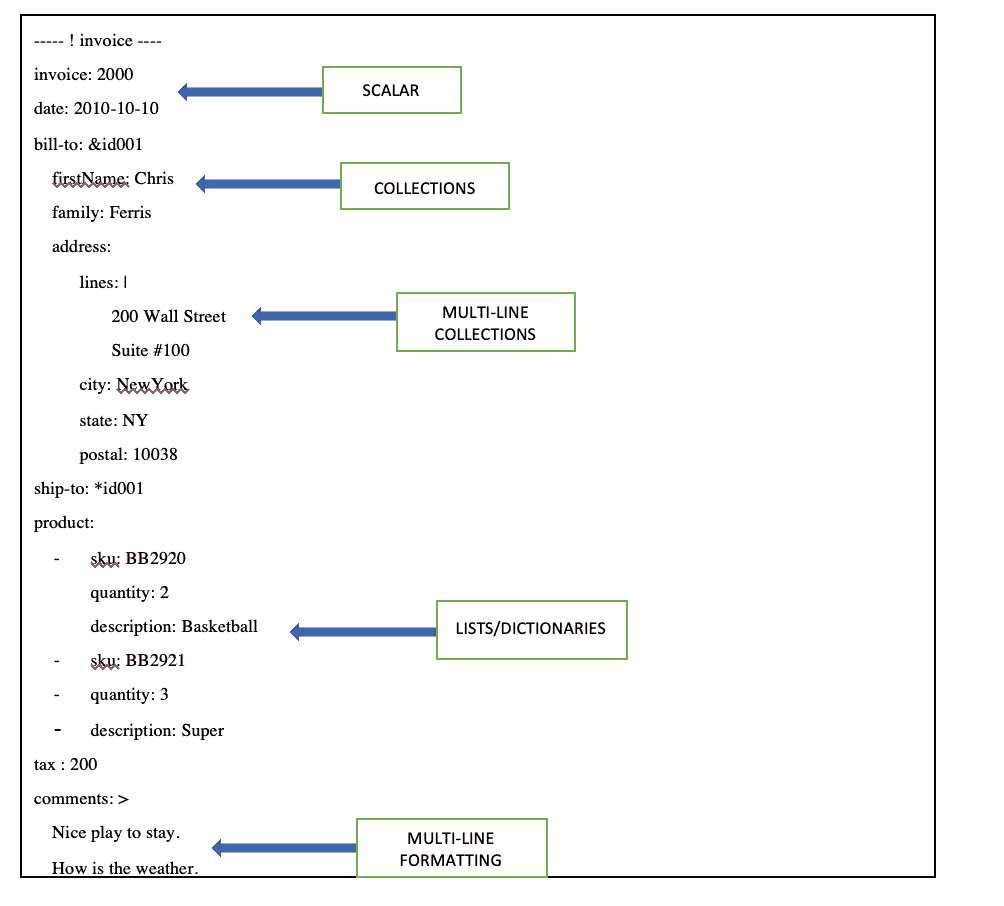 ----- ! invoice ----
invoice: 2000
SCALAR
date: 2010-10-10
bill-to: &id001
firstName: Chris
COLLECTIONS
family: Ferris
address:
lines: |
200 Wall Street
MULTI-LINE
COLLECTIONS
Suite #100
city: NewYork
state: NY
postal: 10038
ship-to: *id001
product:
- sku: BB2920
quantity: 2
description: Basketball
LISTS/DICTIONARIES
- sku: BB2921
- quantity: 3
- description: Super
tax : 200
comments: >
Nice play to stay.
MULTI-LINE
FORMATTING
How is the weather.